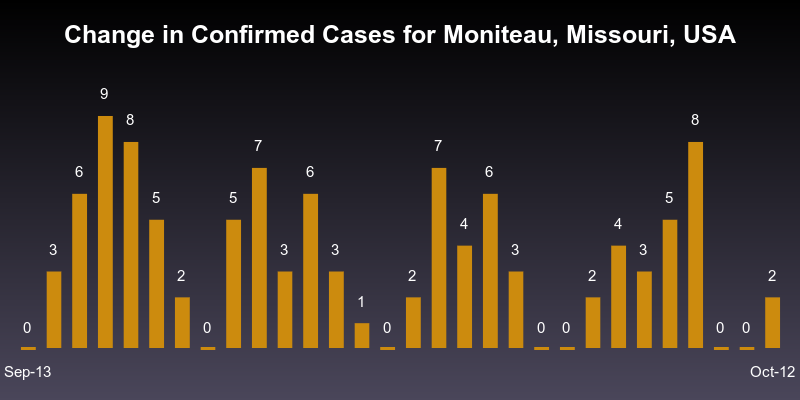 Change in Confirmed Cases for Moniteau, Missouri, USA
0 3 6 9 8 5 2 0 5 7 3 6 3 1 0 2 7 4 6 3 0 0 2 4 3 5 8 0 0 2
Sep-13 Oct-12